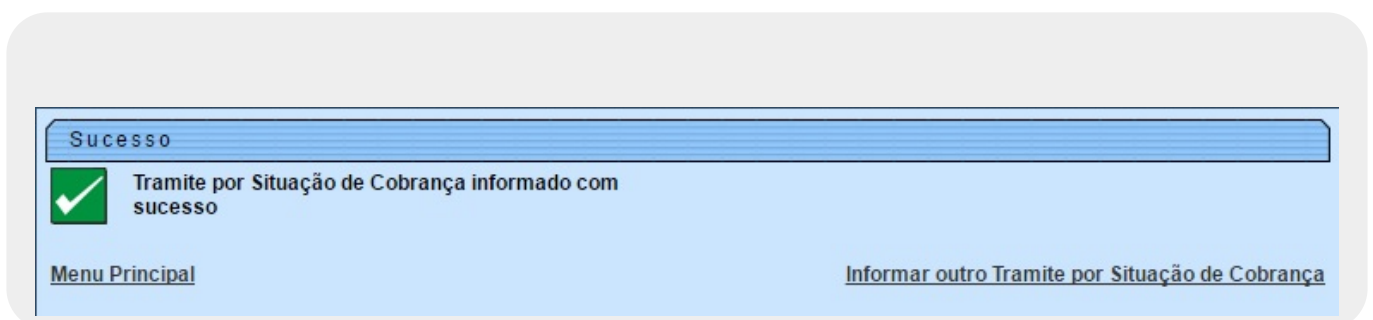 Sucesso
Tramite por Situação de Cobrança informado com
sucesso
Menu Principal
Informar outro Tramite por Situação de Cobrança